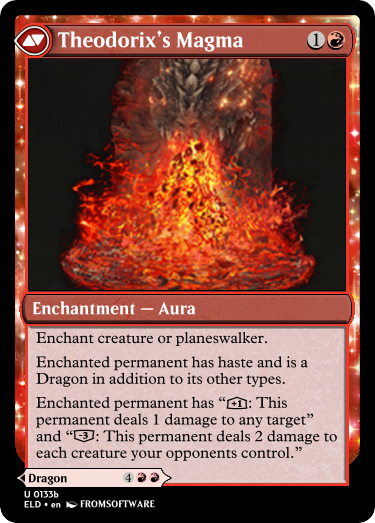 Theodorix's Magma 1
Enchantment — Aura
Enchant creature or planeswalker.
Enchanted permanent has haste and is a
Dragon in addition to its other types.
Enchanted permanent has “+1: This
permanent deals 1 damage to any target”
and “-3: This permanent deals 2 damage to
each creature your opponents control.”
Dragon 4
U 0133b
ELD • en FROMSOFTWARE